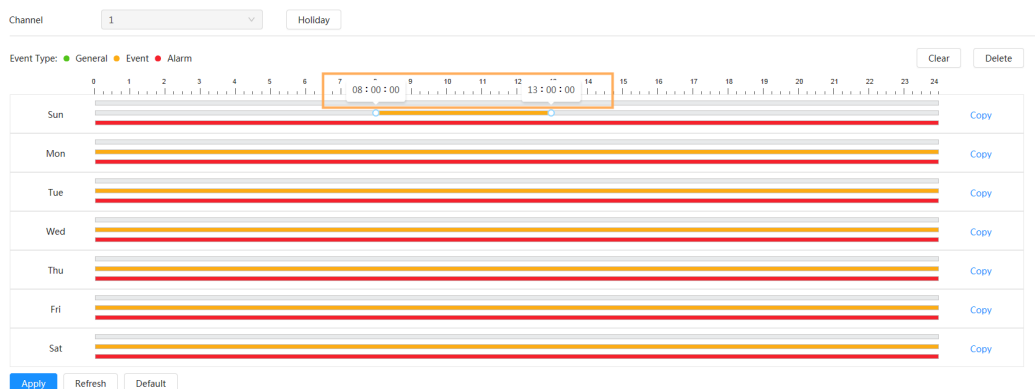 Channel 1 Holiday
Event Type: General Event Alarm Clear Delete
0 1 2 3 4 5 6 7 9 10 11 12 14 15 16 17 18 19 20 21 22 23 24
08:00:00 13:00:00
Sun Copy
Mon Copy
Tue Copy
Wed Copy
Thu Copy
Fri Copy
Sat Copy
Apply Refresh Default